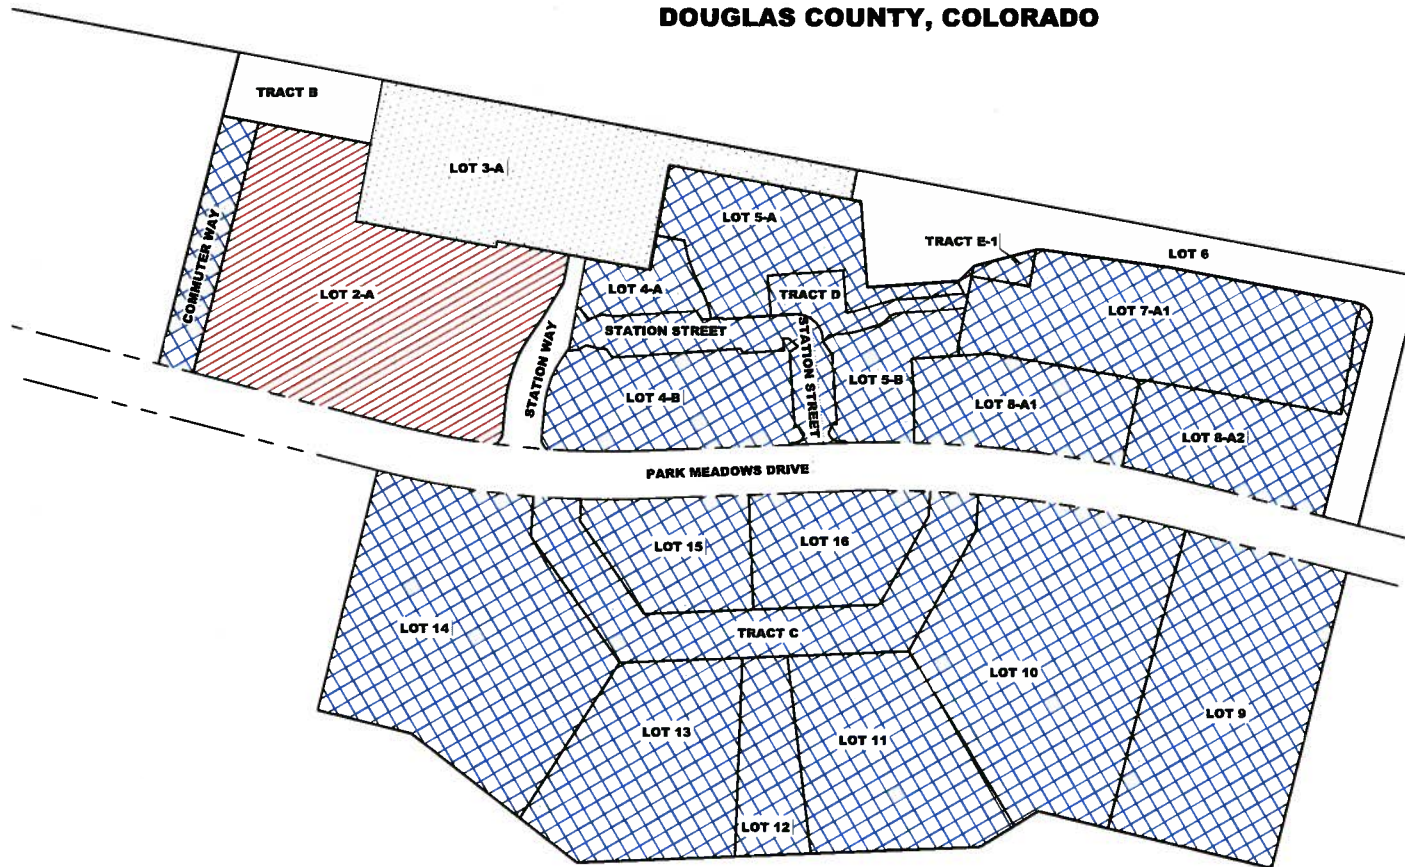 DOUGLAS COUNTY, COLORADO
TRACT B
LOT 3-A
LOT 5-A
TRACT E-1
LOT 6
COMMUTER WAY
LOT 2-A
LOT 4-A
TRACT D
LOT 7-A1
STATION STREET
STATION STREET
STATION WAY
LOT 4-B
LOT 5-B
LOT 8-A1
LOT 8-A2
PARK MEADOWS DRIVE
LOT 15
LOT 16
LOT 14
TRACT C
LOT 10
LOT 9
LOT 13
LOT 11
LOT 12